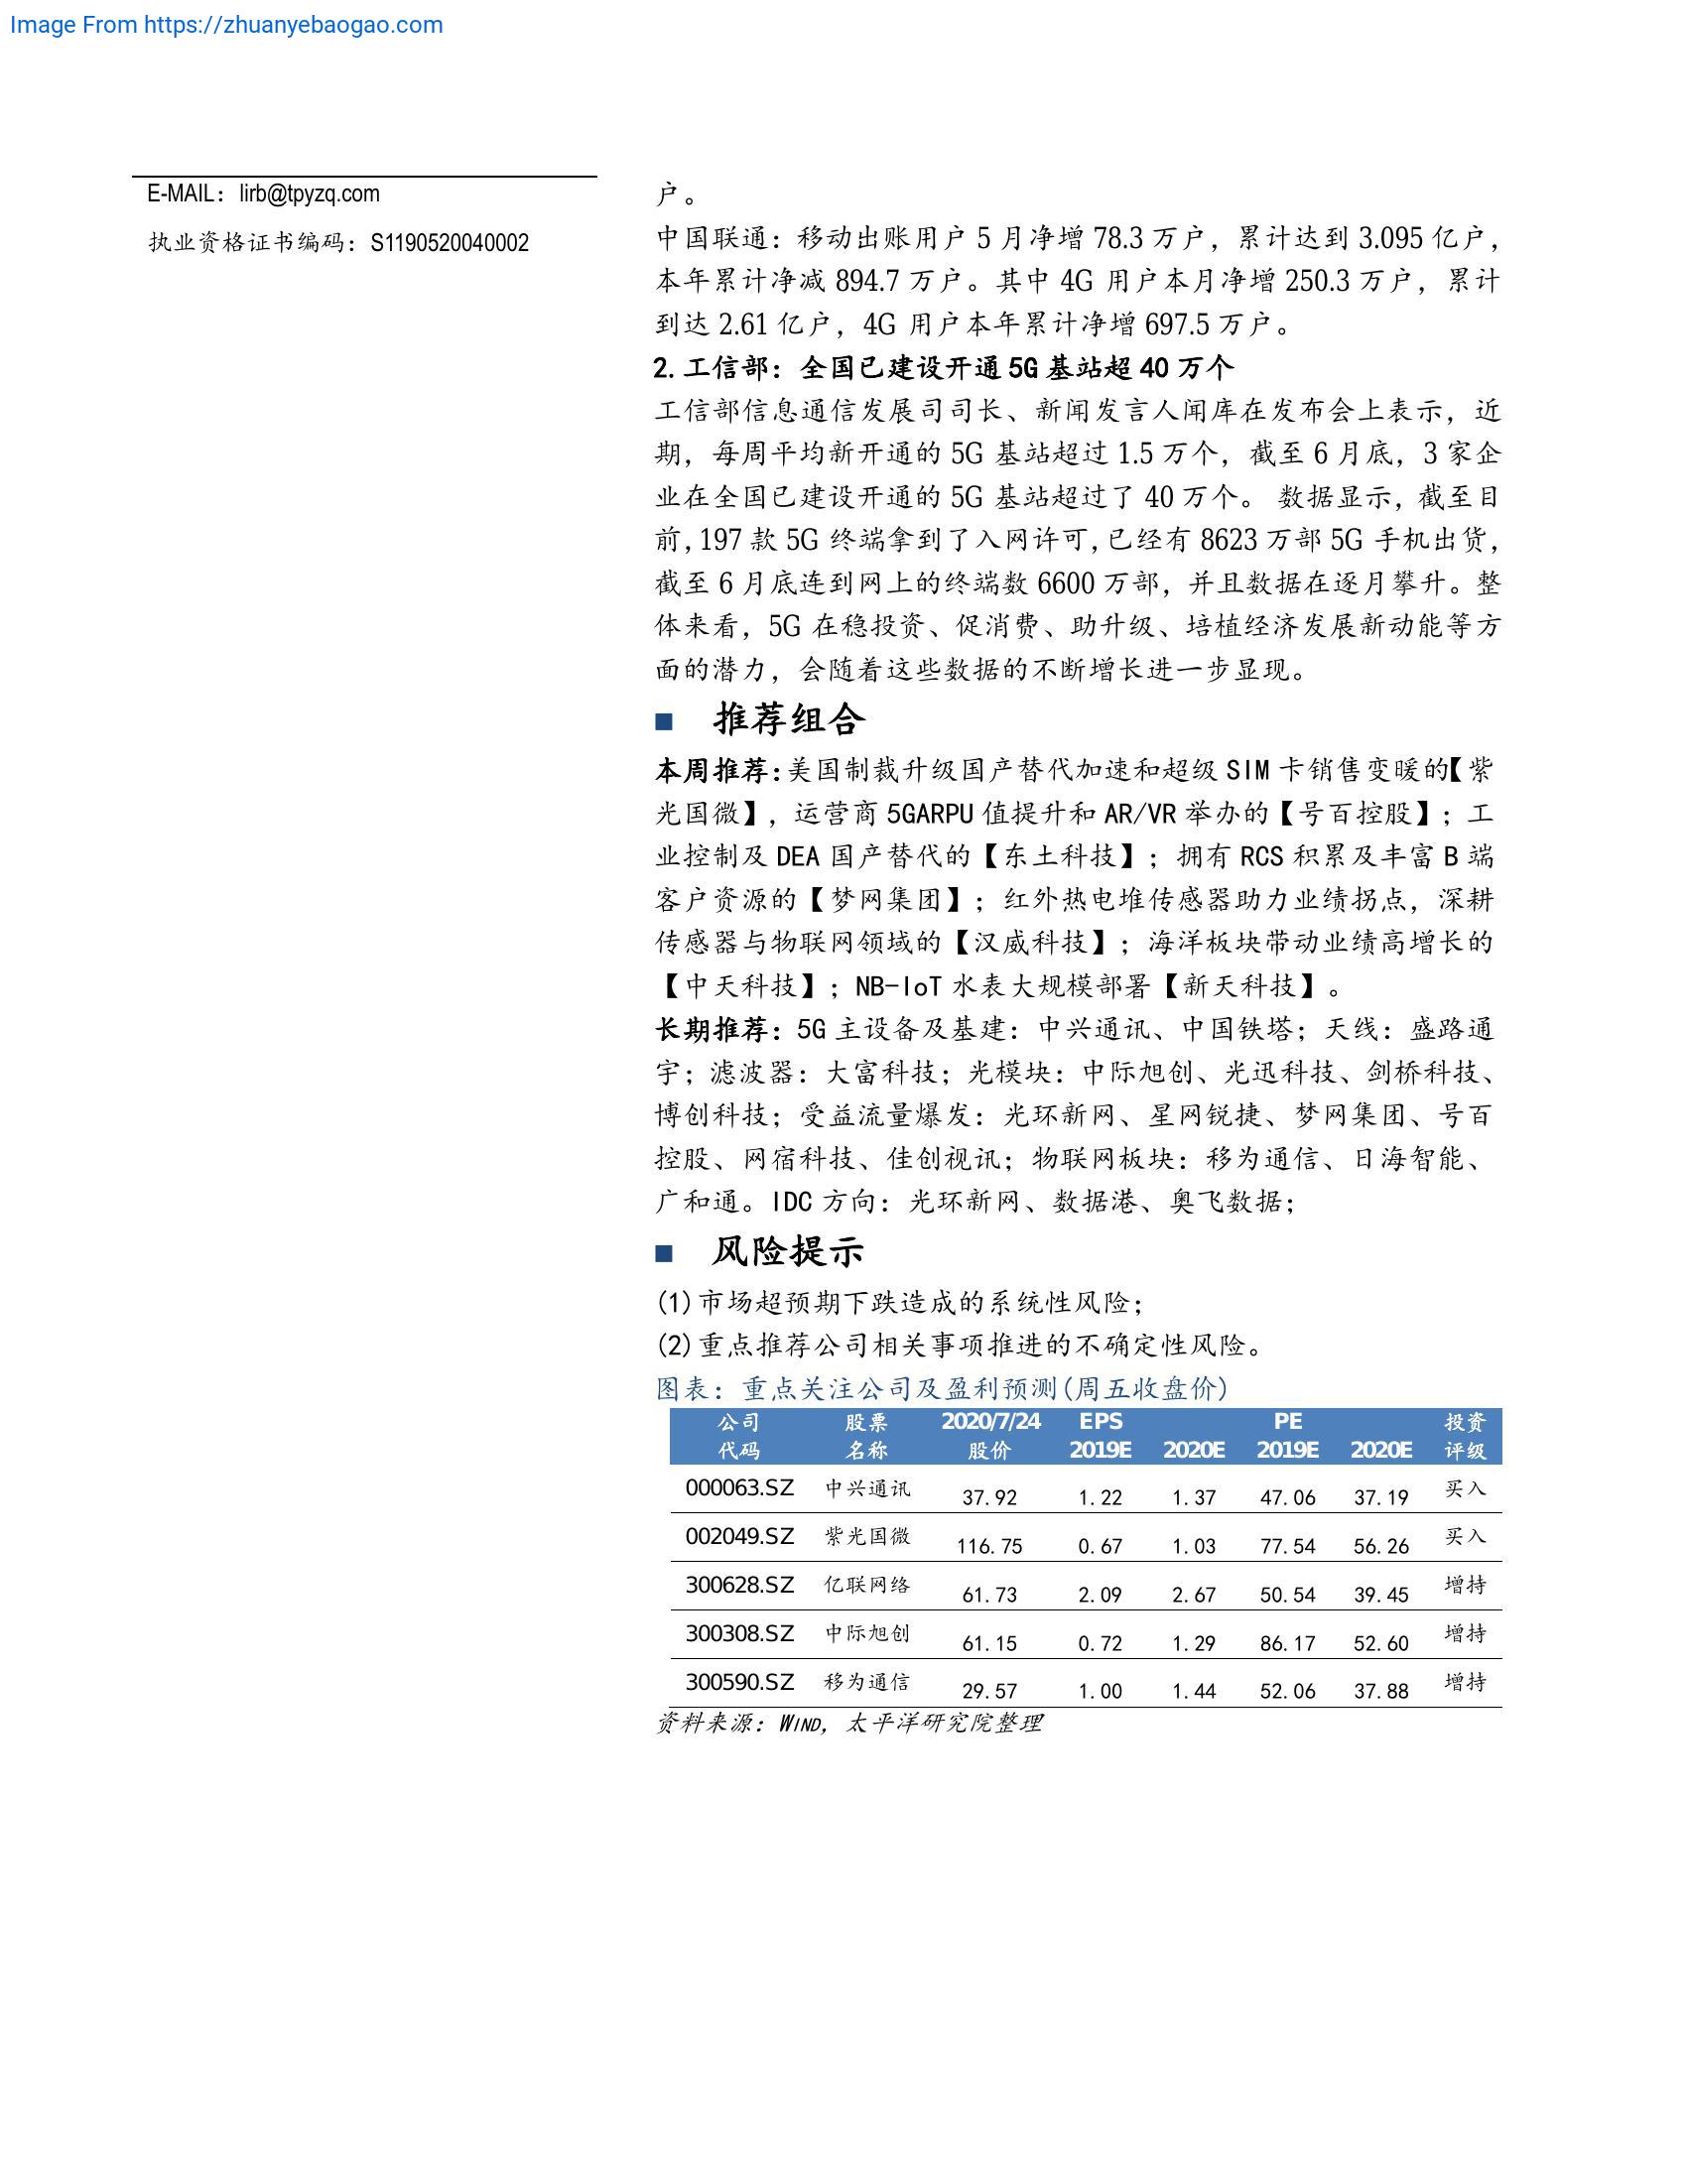 Image From https://zhuanyebaogao.com
E-MAIL：lirb@tpyzq.com
执业资格证书编码：S1190520040002
户。
中国联通：移动出账用户 5 月净增 78.3 万户，累计达到 3.095 亿户，
本年累计净减 894.7 万户。其中 4G 用户本月净增 250.3 万户，累计
到达 2.61 亿户，4G 用户本年累计净增 697.5 万户。
2.工信部：全国已建设开通 5G 基站超 40 万个
工信部信息通信发展司司长、新闻发言人闻库在发布会上表示，近
期，每周平均新开通的 5G 基站超过 1.5 万个，截至 6 月底，3 家企
业在全国已建设开通的 5G 基站超过了 40 万个。 数据显示，截至目
前，197 款 5G 终端拿到了入网许可，已经有 8623 万部 5G 手机出货，
截至 6 月底连到网上的终端数 6600 万部，并且数据在逐月攀升。整
体来看，5G 在稳投资、促消费、助升级、培植经济发展新动能等方
面的潜力，会随着这些数据的不断增长进一步显现。
■ 推荐组合
本周推荐：美国制裁升级国产替代加速和超级 SIM 卡销售变暖的【紫
光国微】，运营商 5GARPU 值提升和 AR/VR 举办的【号百控股】；工
业控制及 DEA 国产替代的【东土科技】；拥有 RCS 积累及丰富 B 端
客户资源的【梦网集团】；红外热电堆传感器助力业绩拐点，深耕
传感器与物联网领域的【汉威科技】；海洋板块带动业绩高增长的
【中天科技】；NB-IoT 水表大规模部署【新天科技】。
长期推荐：5G 主设备及基建：中兴通讯、中国铁塔；天线：盛路通
宇；滤波器：大富科技；光模块：中际旭创、光迅科技、剑桥科技、
博创科技；受益流量爆发：光环新网、星网锐捷、梦网集团、号百
控股、网宿科技、佳创视讯；物联网板块：移为通信、日海智能、
广和通。IDC 方向：光环新网、数据港、奥飞数据；
■ 风险提示
(1)市场超预期下跌造成的系统性风险；
(2)重点推荐公司相关事项推进的不确定性风险。
图表：重点关注公司及盈利预测(周五收盘价)
公司 股票 2020/7/24 EPS PE 投资
代码 名称 股价 2019E 2020E 2019E 2020E 评级
000063.SZ 中兴通讯 37.92 1.22 1.37 47.06 37.19 买入
002049.SZ 紫光国微 116.75 0.67 1.03 77.54 56.26 买入
300628.SZ 亿联网络 61.73 2.09 2.67 50.54 39.45 增持
300308.SZ 中际旭创 61.15 0.72 1.29 86.17 52.60 增持
300590.SZ 移为通信 29.57 1.00 1.44 52.06 37.88 增持
资料来源：WIND，太平洋研究院整理